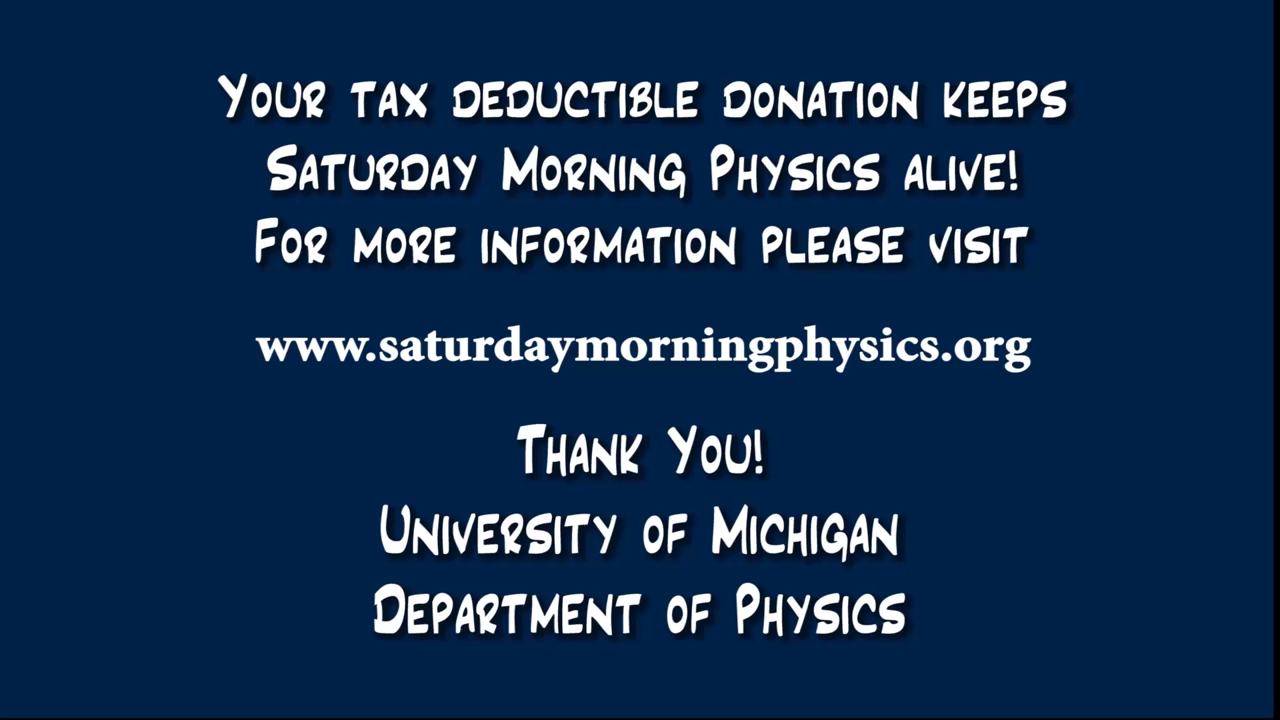 Your tax deductible donation keeps
Saturday Morning Physics alive!
For more information please visit
www.saturdaymorningphysics.org
Thank You!
University of Michigan
Department of Physics